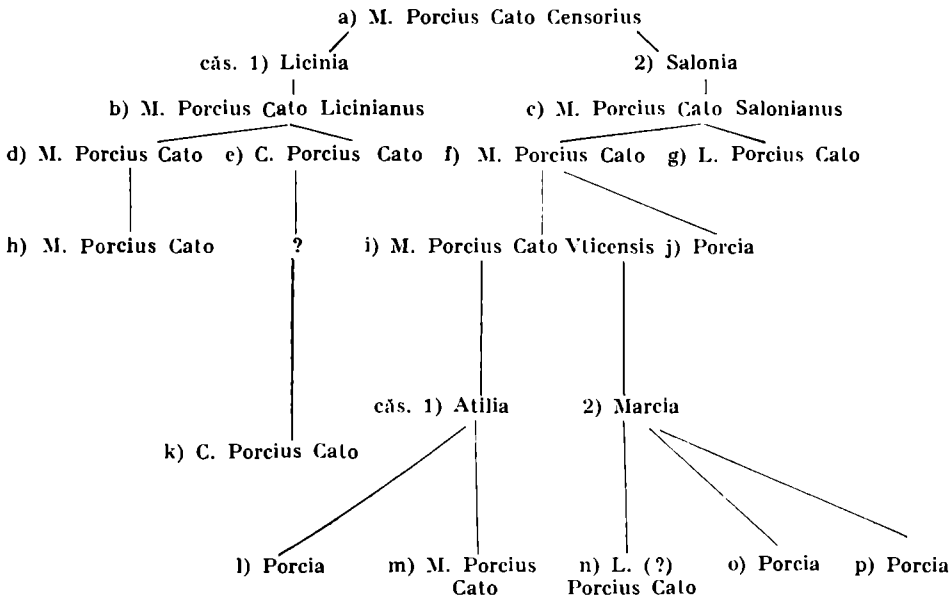 a) M. Porcius Cato Censorius
căs. 1) Licinia 2) Salonia
b) M. Porcius Cato Licinianus c) M. Porcius Cato Salonianus
d) M. Porcius Cato e) C. Porcius Cato f) M. Porcius Cato g) L. Porcius Cato
h) M. Porcius Cato ? i) M. Porcius Cato Vticensis j) Porcia
căs. 1) Atilia 2) Marcia
k) C. Porcius Cato
l) Porcia m) M. Porcius n) L. (?) o) Porcia p) Porcia
Cato Porcius Cato